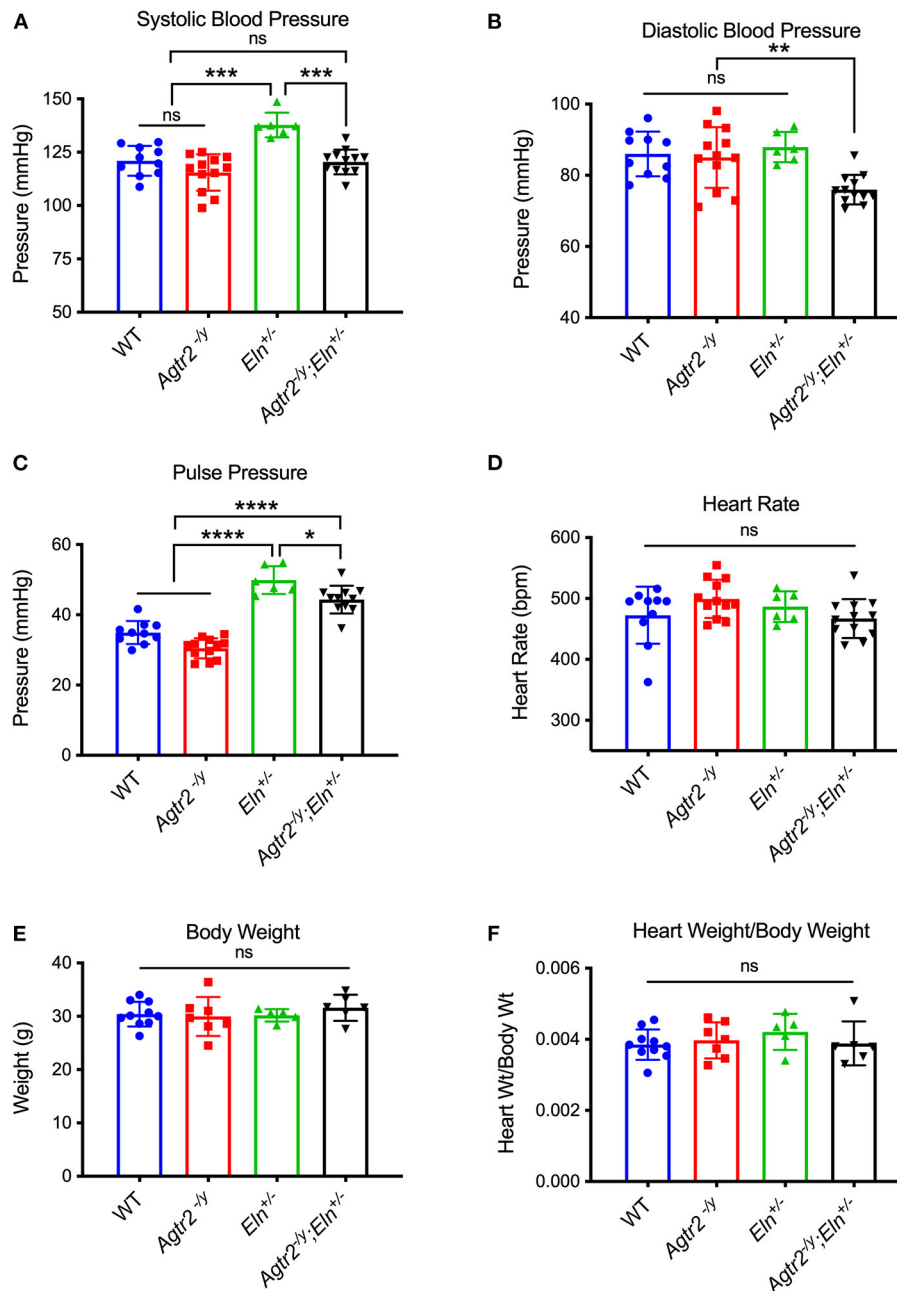 A
Systolic Blood Pressure
ns
*** ***
ns
Pressure (mmHg)
150
125
100
75
50
WT
Agtr2 -/y
Eln+/-
Agtr2-/y;Eln+/-
B
Diastolic Blood Pressure
**
ns
Pressure (mmHg)
100
80
60
40
WT
Agtr2 -/y
Eln+/-
Agtr2-/y;Eln+/-
C
Pulse Pressure
****
**** *
Pressure (mmHg)
60
40
20
0
WT
Agtr2 -/y
Eln+/-
Agtr2-/y;Eln+/-
D
Heart Rate
ns
Heart Rate (bpm)
600
500
400
300
WT
Agtr2 -/y
Eln+/-
Agtr2-/y;Eln+/-
E
Body Weight
ns
Weight (g)
40
30
20
10
0
WT
Agtr2 -/y
Eln+/-
Agtr2-/y;Eln+/-
F
Heart Weight/Body Weight
ns
Heart Wt/Body Wt
0.006
0.004
0.002
0.000
WT
Agtr2 -/y
Eln+/-
Agtr2-/y;Eln+/-